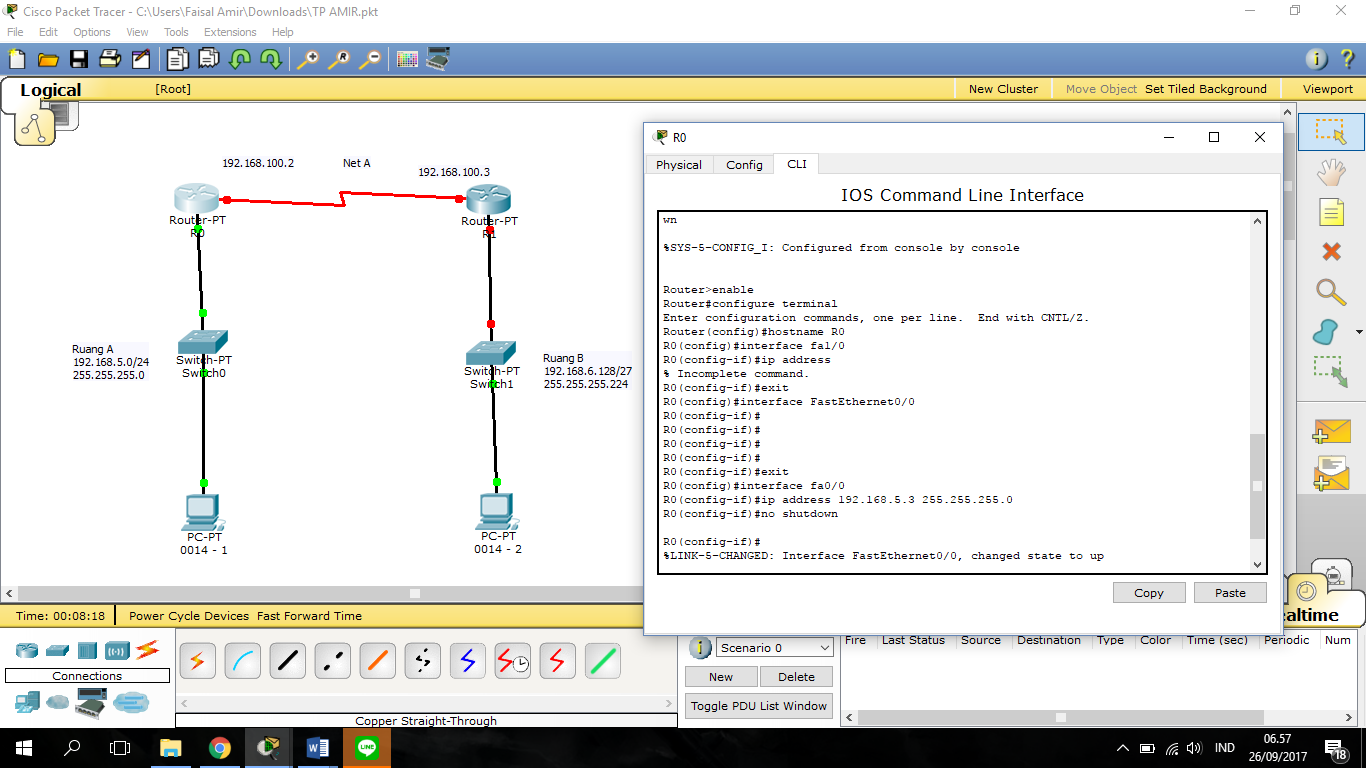 Cisco Packet Tracer - C:\Users\Faisal Amir\Downloads\TP AMIR.pkt
File Edit Options View Tools Extensions Help
Logical [Root] New Cluster Move Object Set Tiled Background Viewport
192.168.100.2 Net A 192.168.100.3
Router-PT
R0
Router-PT
R1
Ruang A
192.168.5.0/24
255.255.255.0
Switch-PT
Switch0
Switch-PT
Switch1
Ruang B
192.168.6.128/27
255.255.255.224
PC-PT
0014 - 1
PC-PT
0014 - 2
R0
Physical Config CLI
IOS Command Line Interface
wn
%SYS-5-CONFIG_I: Configured from console by console
Router>enable
Router#configure terminal
Enter configuration commands, one per line.  End with CNTL/Z.
Router(config)#hostname R0
R0(config)#interface fa1/0
R0(config-if)#ip address
% Incomplete command.
R0(config-if)#exit
R0(config)#interface FastEthernet0/0
R0(config-if)#
R0(config-if)#
R0(config-if)#
R0(config-if)#
R0(config-if)#exit
R0(config)#interface fa0/0
R0(config-if)#ip address 192.168.5.3 255.255.255.0
R0(config-if)#no shutdown
R0(config-if)#
%LINK-5-CHANGED: Interface FastEthernet0/0, changed state to up
Copy Paste
Time: 00:08:18 Power Cycle Devices Fast Forward Time
ealtime
Connections
Copper Straight-Through
Scenario 0
New Delete
Toggle PDU List Window
Fire Last Status Source Destination Type Color Time (sec) Periodic Num
IND
06.57
26/09/2017
18